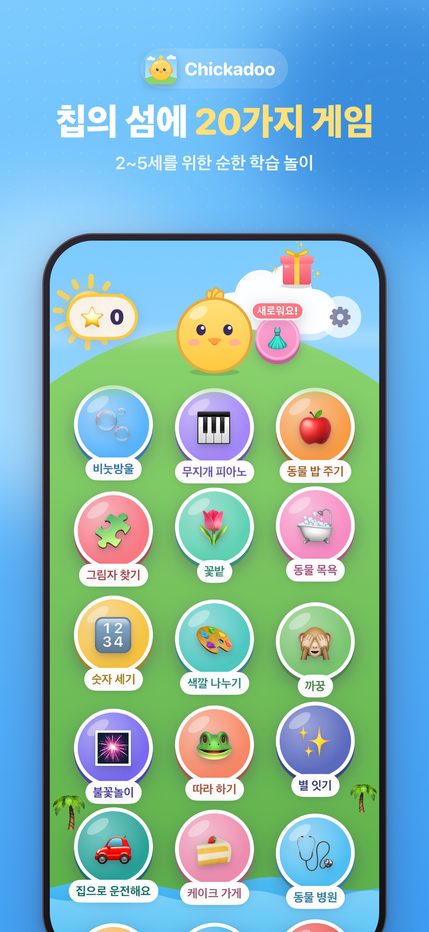 Chickadoo
칩의 섬에 20가지 게임
2~5세를 위한 순한 학습 놀이
0
새로워요!
비눗방울
무지개 피아노
동물 밥 주기
그림자 찾기
꽃밭
동물 목욕
1 2
3 4
숫자 세기
색깔 나누기
까꿍
불꽃놀이
따라 하기
별 잇기
집으로 운전해요
케이크 가게
동물 병원